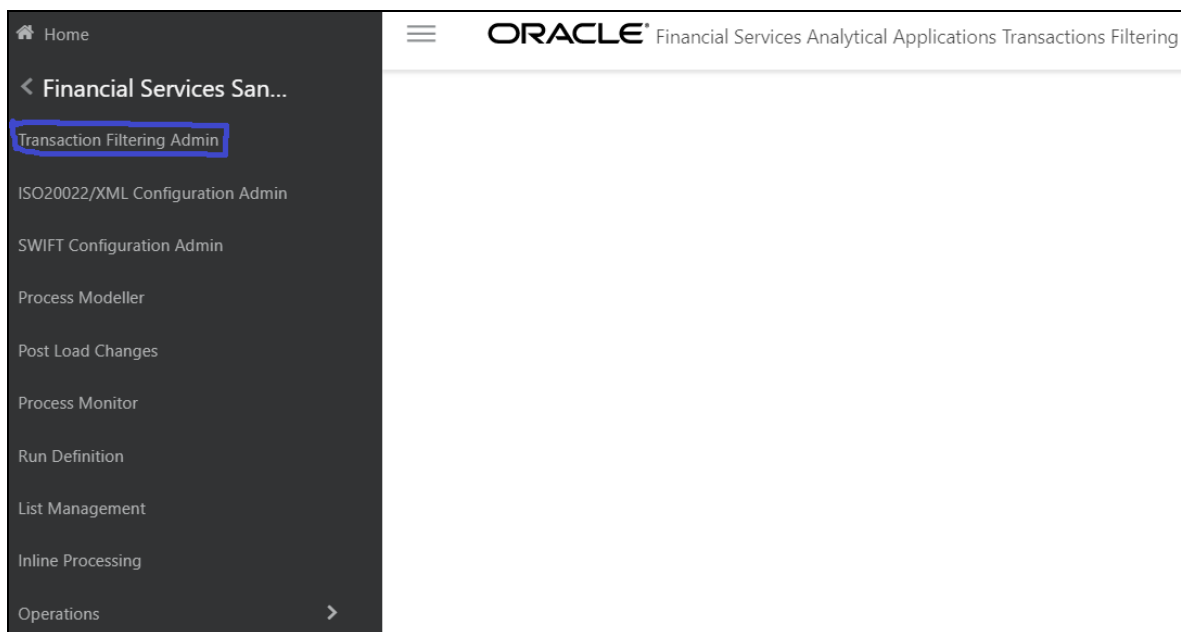 Home
Financial Services San...
Transaction Filtering Admin
ISO20022/XML Configuration Admin
SWIFT Configuration Admin
Process Modeller
Post Load Changes
Process Monitor
Run Definition
List Management
Inline Processing
Operations
ORACLE® Financial Services Analytical Applications Transactions Filtering